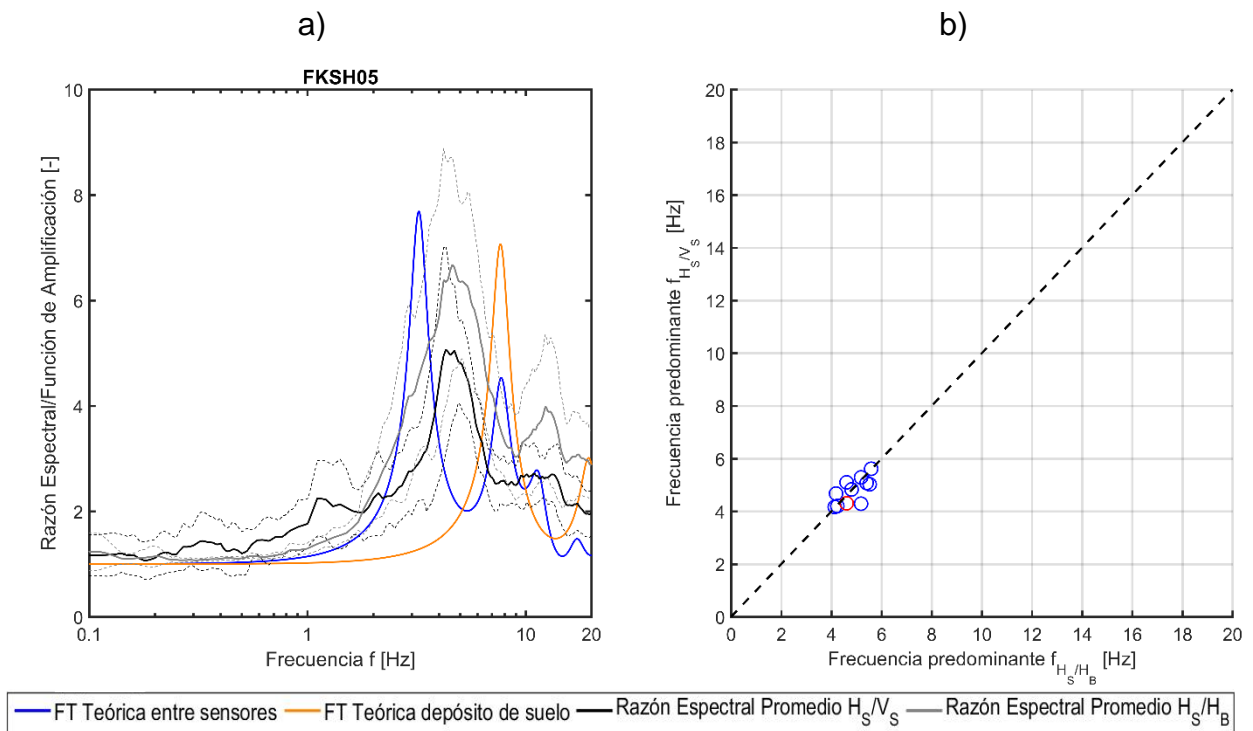 a)
b)
FKSH05
Razón Espectral/Función de Amplificación [-]
10
8
6
4
2
0
0.1
1
10
20
Frecuencia f [Hz]
Frecuencia predominante f_{H_S/V_S} [Hz]
20
18
16
14
12
10
8
6
4
2
0
0
2
4
6
8
10
12
14
16
18
20
Frecuencia predominante f_{H_S/H_B} [Hz]
FT Teórica entre sensores
FT Teórica depósito de suelo
Razón Espectral Promedio H_S/V_S
Razón Espectral Promedio H_S/H_B